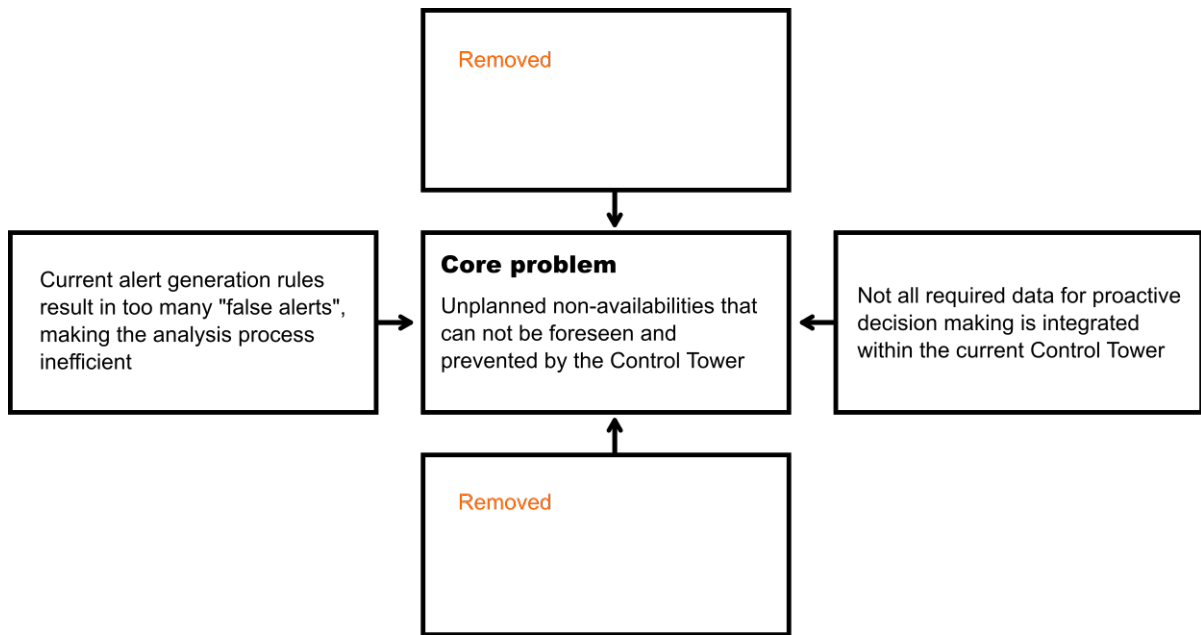 Removed
Current alert generation rules
result in too many "false alerts",
making the analysis process
inefficient
Core problem
Unplanned non-availabilities that
can not be foreseen and
prevented by the Control Tower
Not all required data for proactive
decision making is integrated
within the current Control Tower
Removed